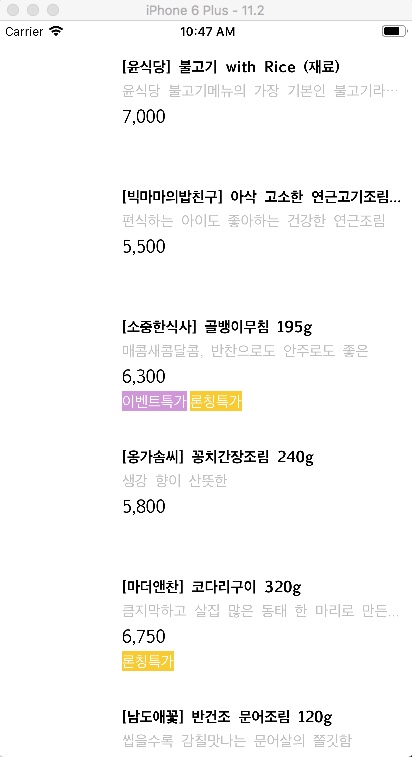 iPhone 6 Plus - 11.2
Carrier 10:47 AM
[윤식당] 불고기 with Rice (재료)
윤식당 불고기메뉴의 가장 기본인 불고기라…
7,000
[빅마마의밥친구] 아삭 고소한 연근고기조림...
편식하는 아이도 좋아하는 건강한 연근조림
5,500
[소중한식사] 골뱅이무침 195g
매콤새콤달콤, 반찬으로도 안주로도 좋은
6,300
이벤트특가 론칭특가
[옹가솜씨] 꽁치간장조림 240g
생강 향이 산뜻한
5,800
[마더앤찬] 코다리구이 320g
큼지막하고 살집 많은 동태 한 마리로 만든...
6,750
론칭특가
[남도애꽃] 반건조 문어조림 120g
씹을수록 감칠맛나는 문어살의 쫄깃함